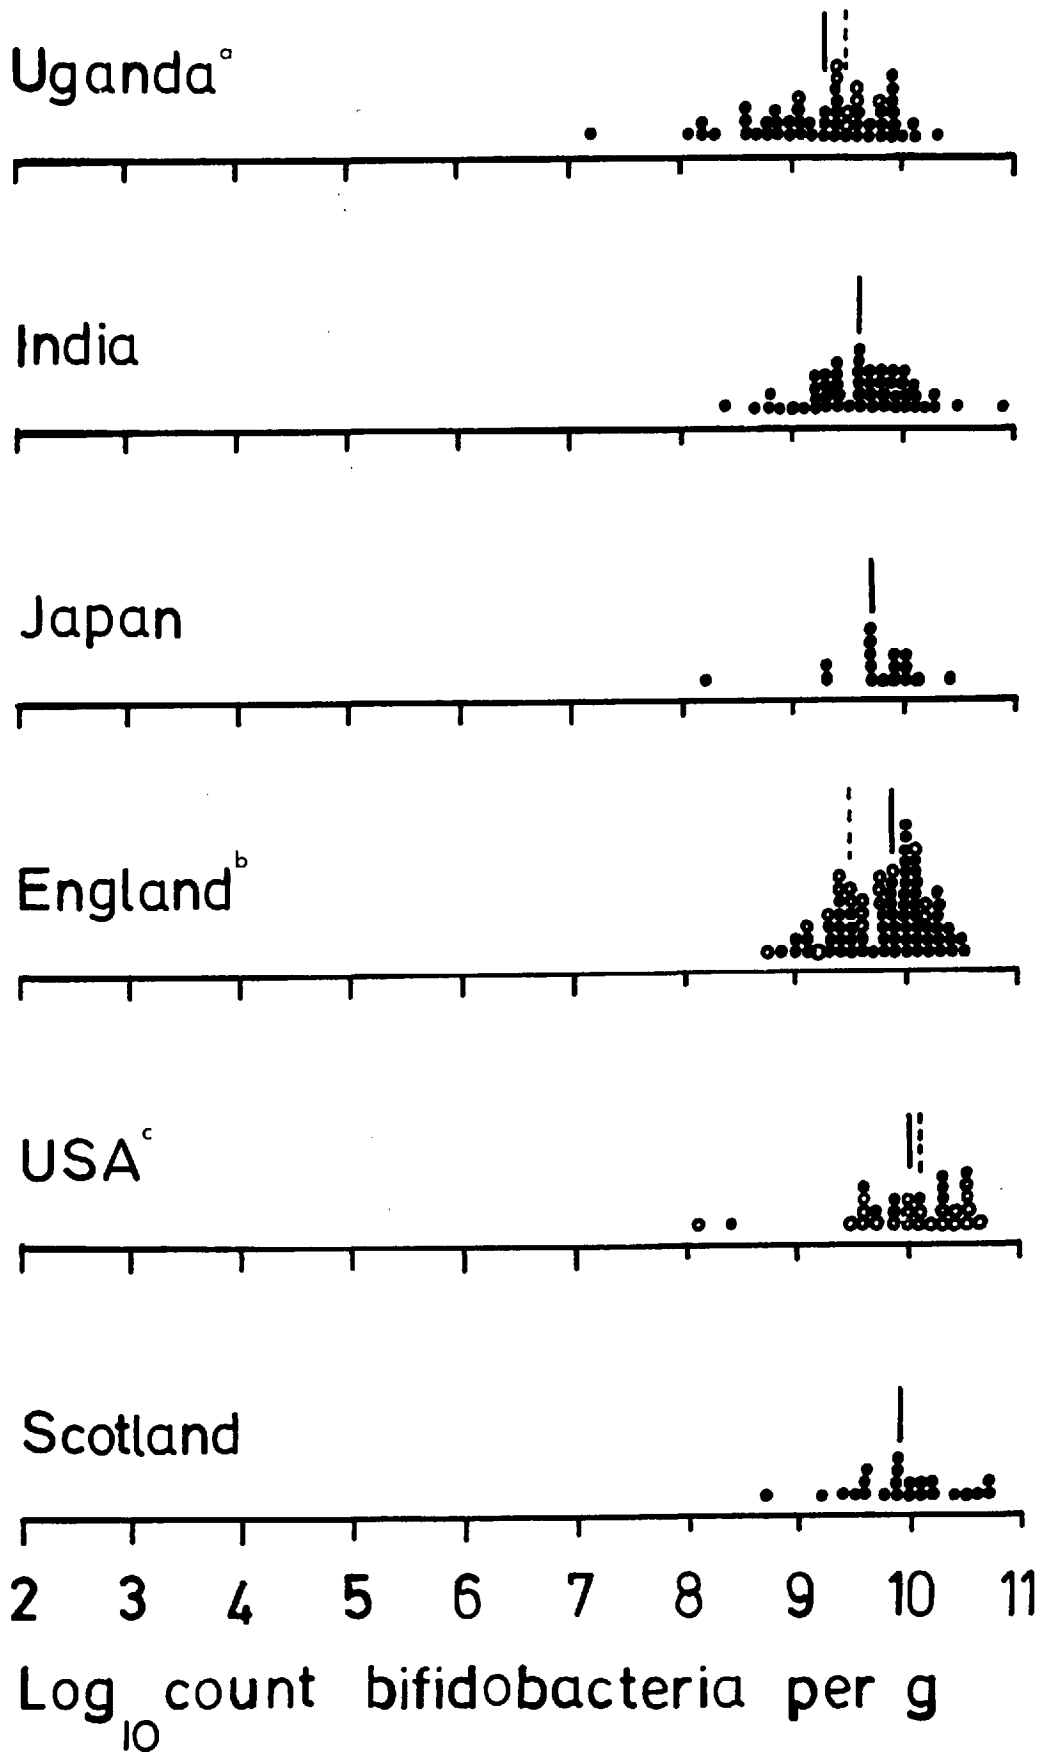 Uganda a
India
Japan
England b
USA c
Scotland
2 3 4 5 6 7 8 9 10 11
Log10 count bifidobacteria per g